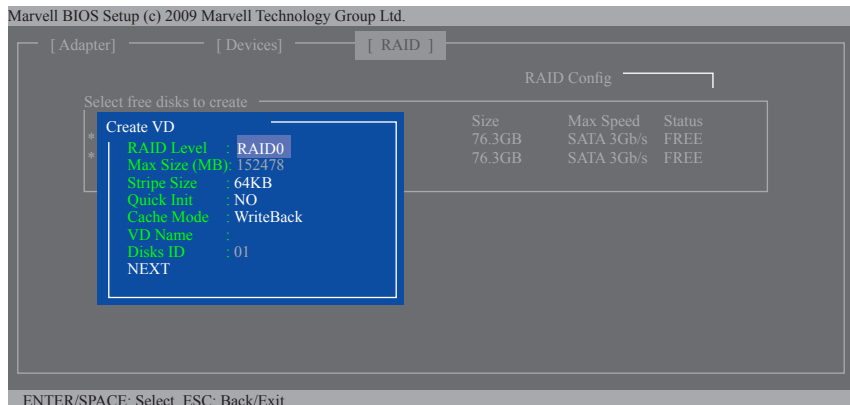 Marvell BIOS Setup (c) 2009 Marvell Technology Group Ltd.
[ Adapter] [ Devices] [ RAID ]
RAID Config
Select free disks to create
Size Max Speed Status
* 76.3GB SATA 3Gb/s FREE
* 76.3GB SATA 3Gb/s FREE
Create VD
RAID Level : RAID0
Max Size (MB): 152478
Stripe Size : 64KB
Quick Init : NO
Cache Mode : WriteBack
VD Name :
Disks ID : 01
NEXT
ENTER/SPACE: Select ESC: Back/Exit